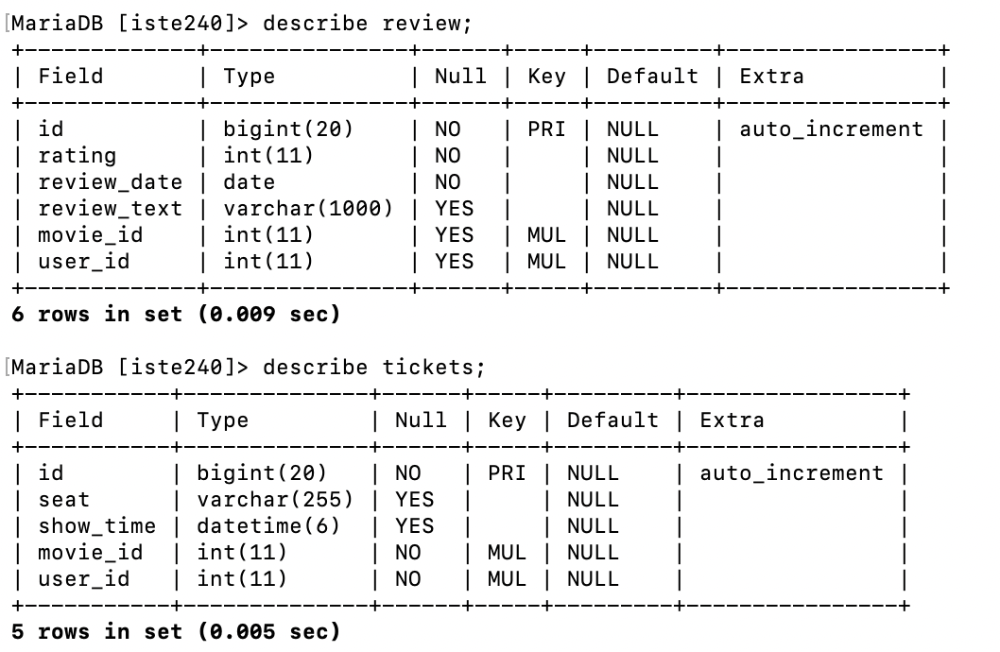 [MariaDB [iste240]> describe review;
+-------------+---------------+------+-----+---------+----------------+
| Field       | Type          | Null | Key | Default | Extra          |
+-------------+---------------+------+-----+---------+----------------+
| id          | bigint(20)    | NO   | PRI | NULL    | auto_increment |
| rating      | int(11)       | NO   |     | NULL    |                |
| review_date | date          | NO   |     | NULL    |                |
| review_text | varchar(1000) | YES  |     | NULL    |                |
| movie_id    | int(11)       | YES  | MUL | NULL    |                |
| user_id     | int(11)       | YES  | MUL | NULL    |                |
+-------------+---------------+------+-----+---------+----------------+
6 rows in set (0.009 sec)
[MariaDB [iste240]> describe tickets;
+-----------+--------------+------+-----+---------+----------------+
| Field     | Type         | Null | Key | Default | Extra          |
+-----------+--------------+------+-----+---------+----------------+
| id        | bigint(20)   | NO   | PRI | NULL    | auto_increment |
| seat      | varchar(255) | YES  |     | NULL    |                |
| show_time | datetime(6)  | YES  |     | NULL    |                |
| movie_id  | int(11)      | NO   | MUL | NULL    |                |
| user_id   | int(11)      | NO   | MUL | NULL    |                |
+-----------+--------------+------+-----+---------+----------------+
5 rows in set (0.005 sec)